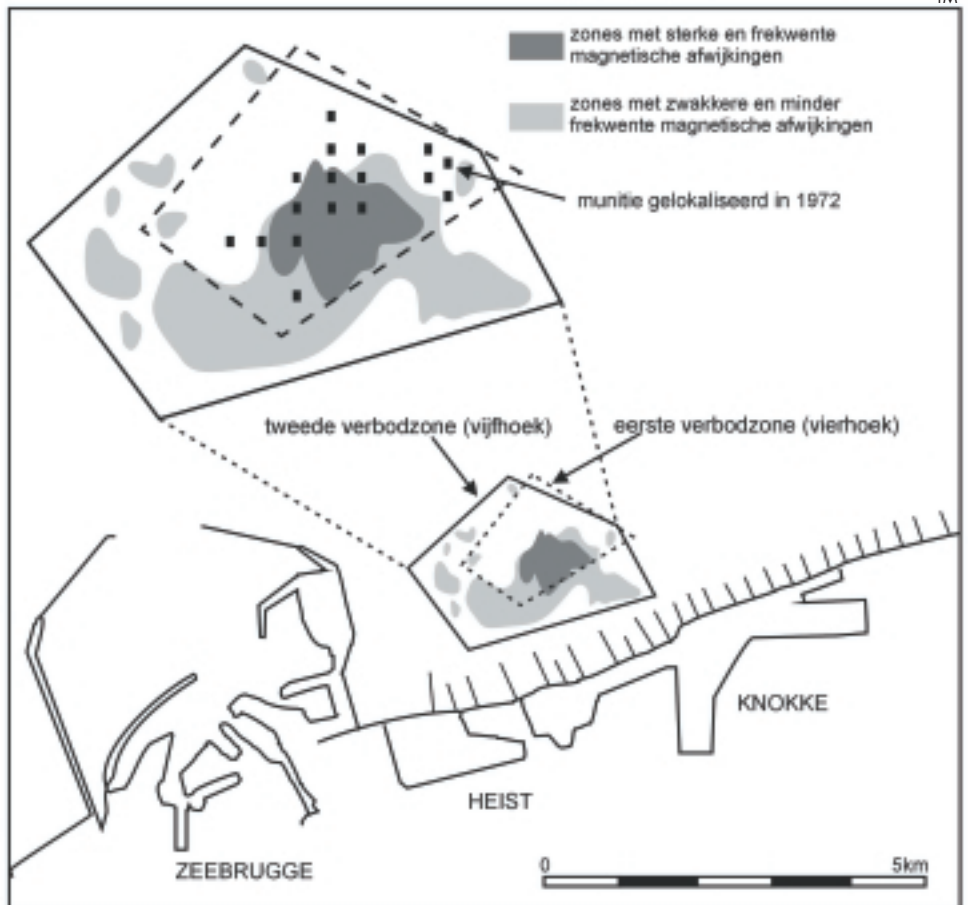 zones met sterke en frekwente
magnetische afwijkingen
zones met zwakkere en minder
frekwente magnetische afwijkingen
munitie gelokaliseerd in 1972
tweede verbodzone (vijfhoek)
eerste verbodzone (vierhoek)
KNOKKE
HEIST
ZEEBRUGGE
0
5km